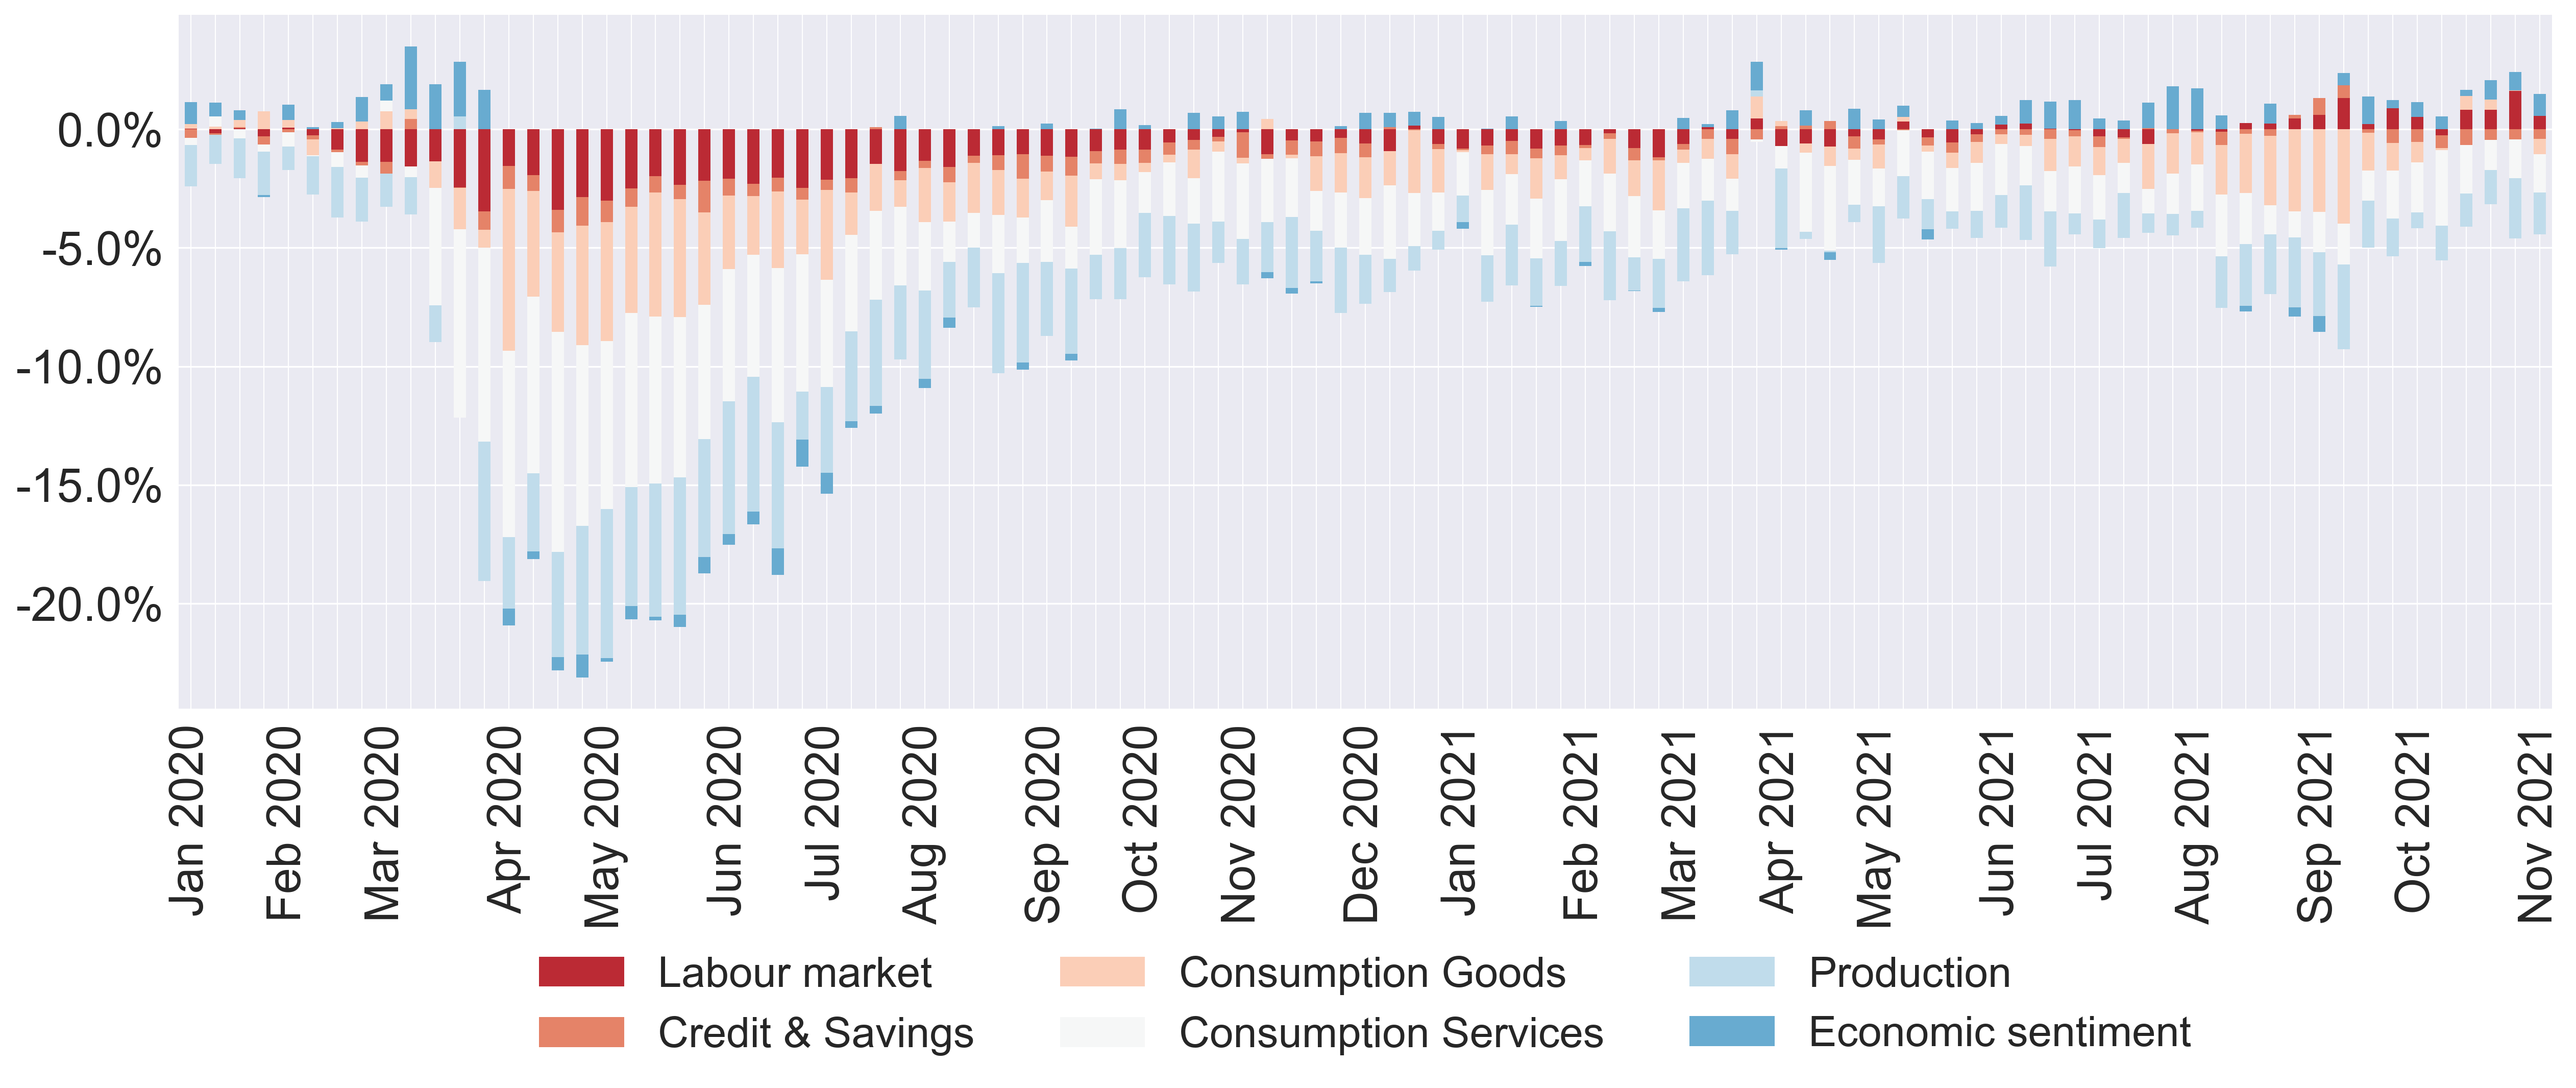 0.0%
-5.0%
-10.0%
-15.0%
-20.0%
Jan 2020
Feb 2020
Mar 2020
Apr 2020
May 2020
Jun 2020
Jul 2020
Aug 2020
Sep 2020
Oct 2020
Nov 2020
Dec 2020
Jan 2021
Feb 2021
Mar 2021
Apr 2021
May 2021
Jun 2021
Jul 2021
Aug 2021
Sep 2021
Oct 2021
Nov 2021
Labour market
Consumption Goods
Production
Credit & Savings
Consumption Services
Economic sentiment